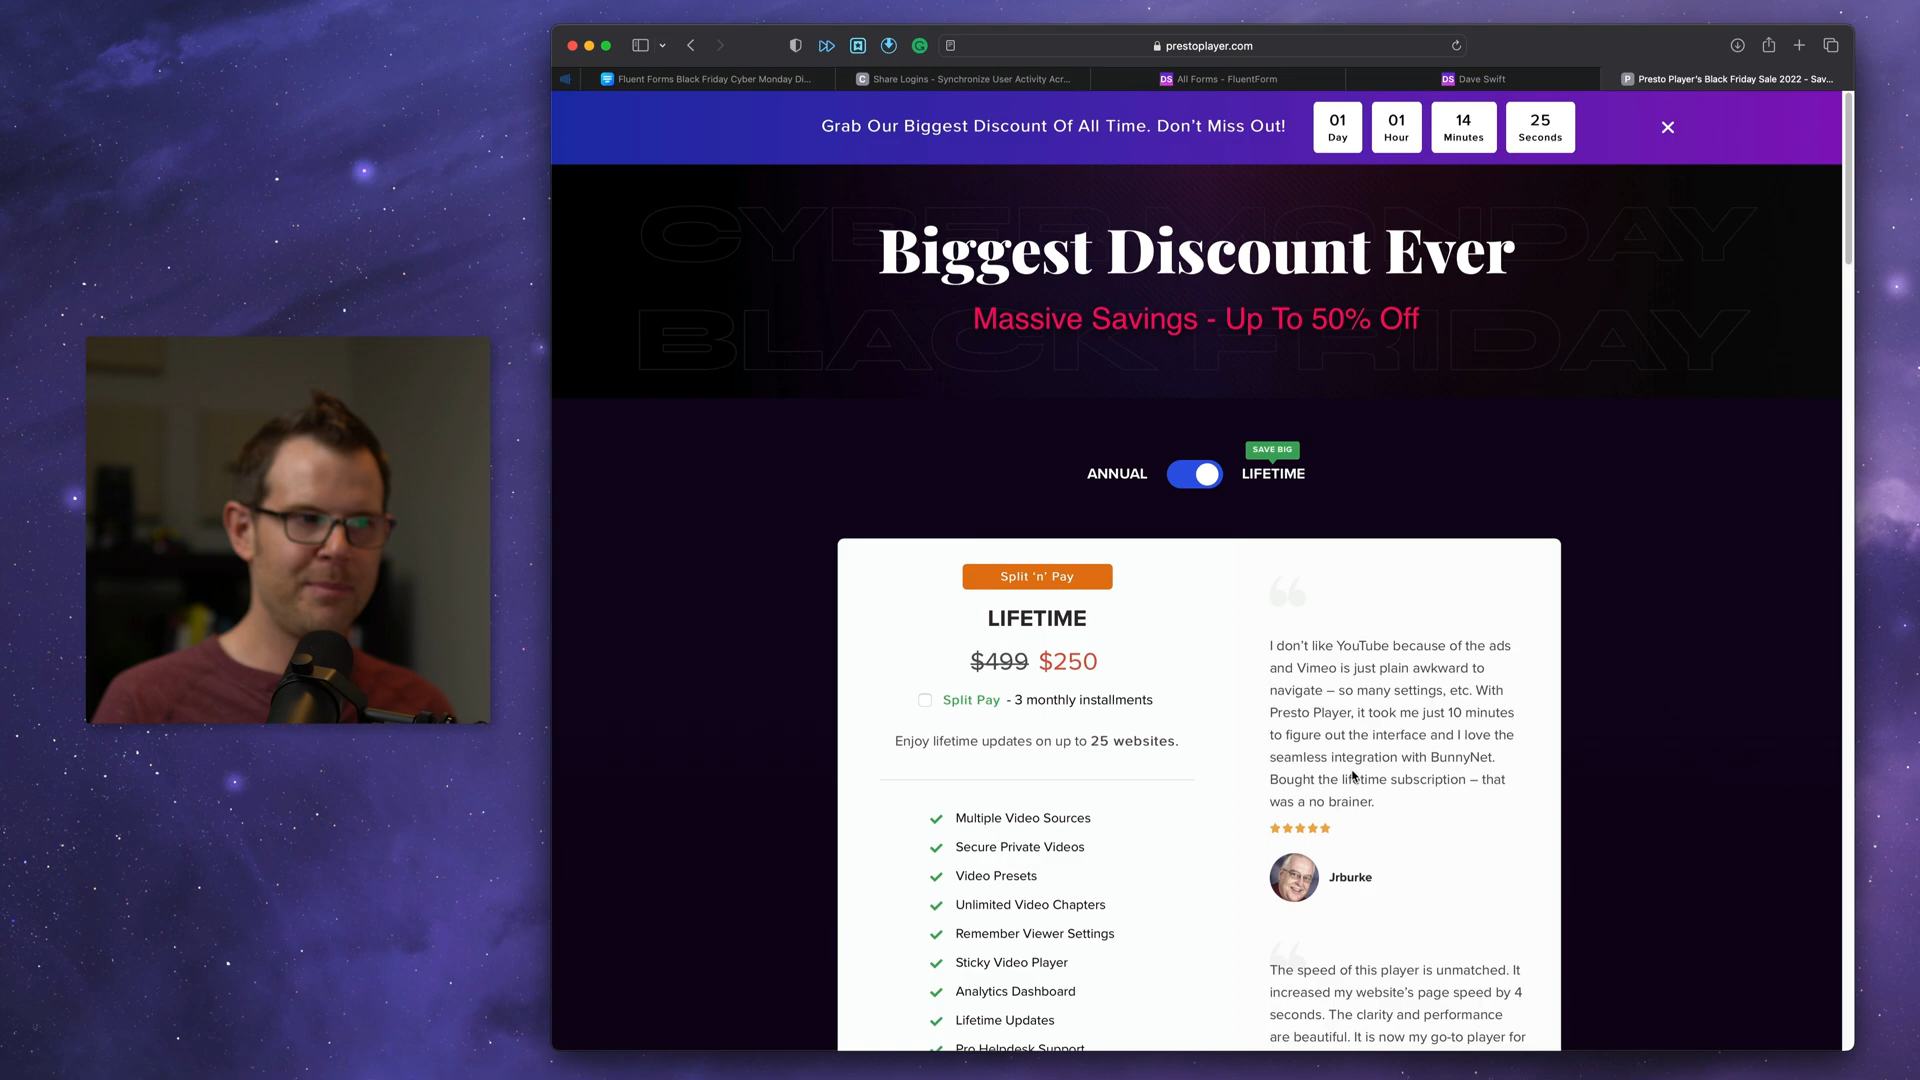 prestoplayer.com
Fluent Forms Black Friday Cyber Monday Di...
C Share Logins - Synchronize User Activity Acr...
DS All Forms - FluentForm
DS Dave Swift
P Presto Player's Black Friday Sale 2022 - Sav...
Grab Our Biggest Discount Of All Time. Don't Miss Out!
01 Day
01 Hour
14 Minutes
25 Seconds
CYBER MONDAY
Biggest Discount Ever
Massive Savings - Up To 50% Off
BLACK FRIDAY
SAVE BIG
ANNUAL
LIFETIME
Split 'n' Pay
LIFETIME
$499 $250
Split Pay - 3 monthly installments
Enjoy lifetime updates on up to 25 websites.
Multiple Video Sources
Secure Private Videos
Video Presets
Unlimited Video Chapters
Remember Viewer Settings
Sticky Video Player
Analytics Dashboard
Lifetime Updates
Pro Helpdesk Support
I don't like YouTube because of the ads
and Vimeo is just plain awkward to
navigate – so many settings, etc. With
Presto Player, it took me just 10 minutes
to figure out the interface and I love the
seamless integration with BunnyNet.
Bought the lifetime subscription – that
was a no brainer.
Jrburke
The speed of this player is unmatched. It
increased my website's page speed by 4
seconds. The clarity and performance
are beautiful. It is now my go-to player for